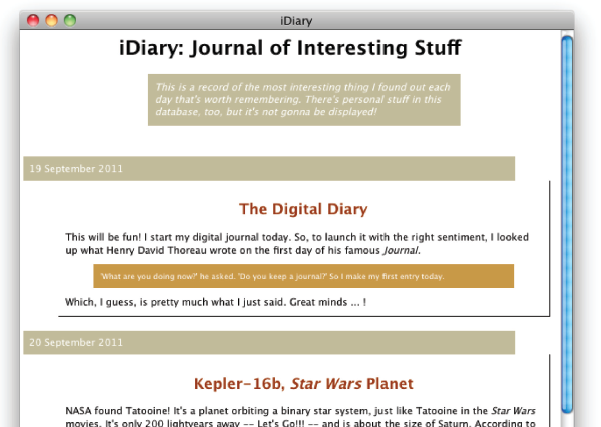 iDiary
iDiary: Journal of Interesting Stuff
This is a record of the most interesting thing I found out each
day that's worth remembering. There's personal stuff in this
database, too, but it's not gonna be displayed!
19 September 2011
The Digital Diary
This will be fun! I start my digital journal today. So, to launch it with the right sentiment, I looked
up what Henry David Thoreau wrote on the first day of his famous Journal.
'What are you doing now?' he asked. 'Do you keep a journal?' So I make my first entry today.
Which, I guess, is pretty much what I just said. Great minds ... !
20 September 2011
Kepler-16b, Star Wars Planet
NASA found Tatooine! It's a planet orbiting a binary star system, just like Tatooine in the Star Wars
movies. It's only 200 lightyears away -- Let's Go!!! -- and is about the size of Saturn. According to